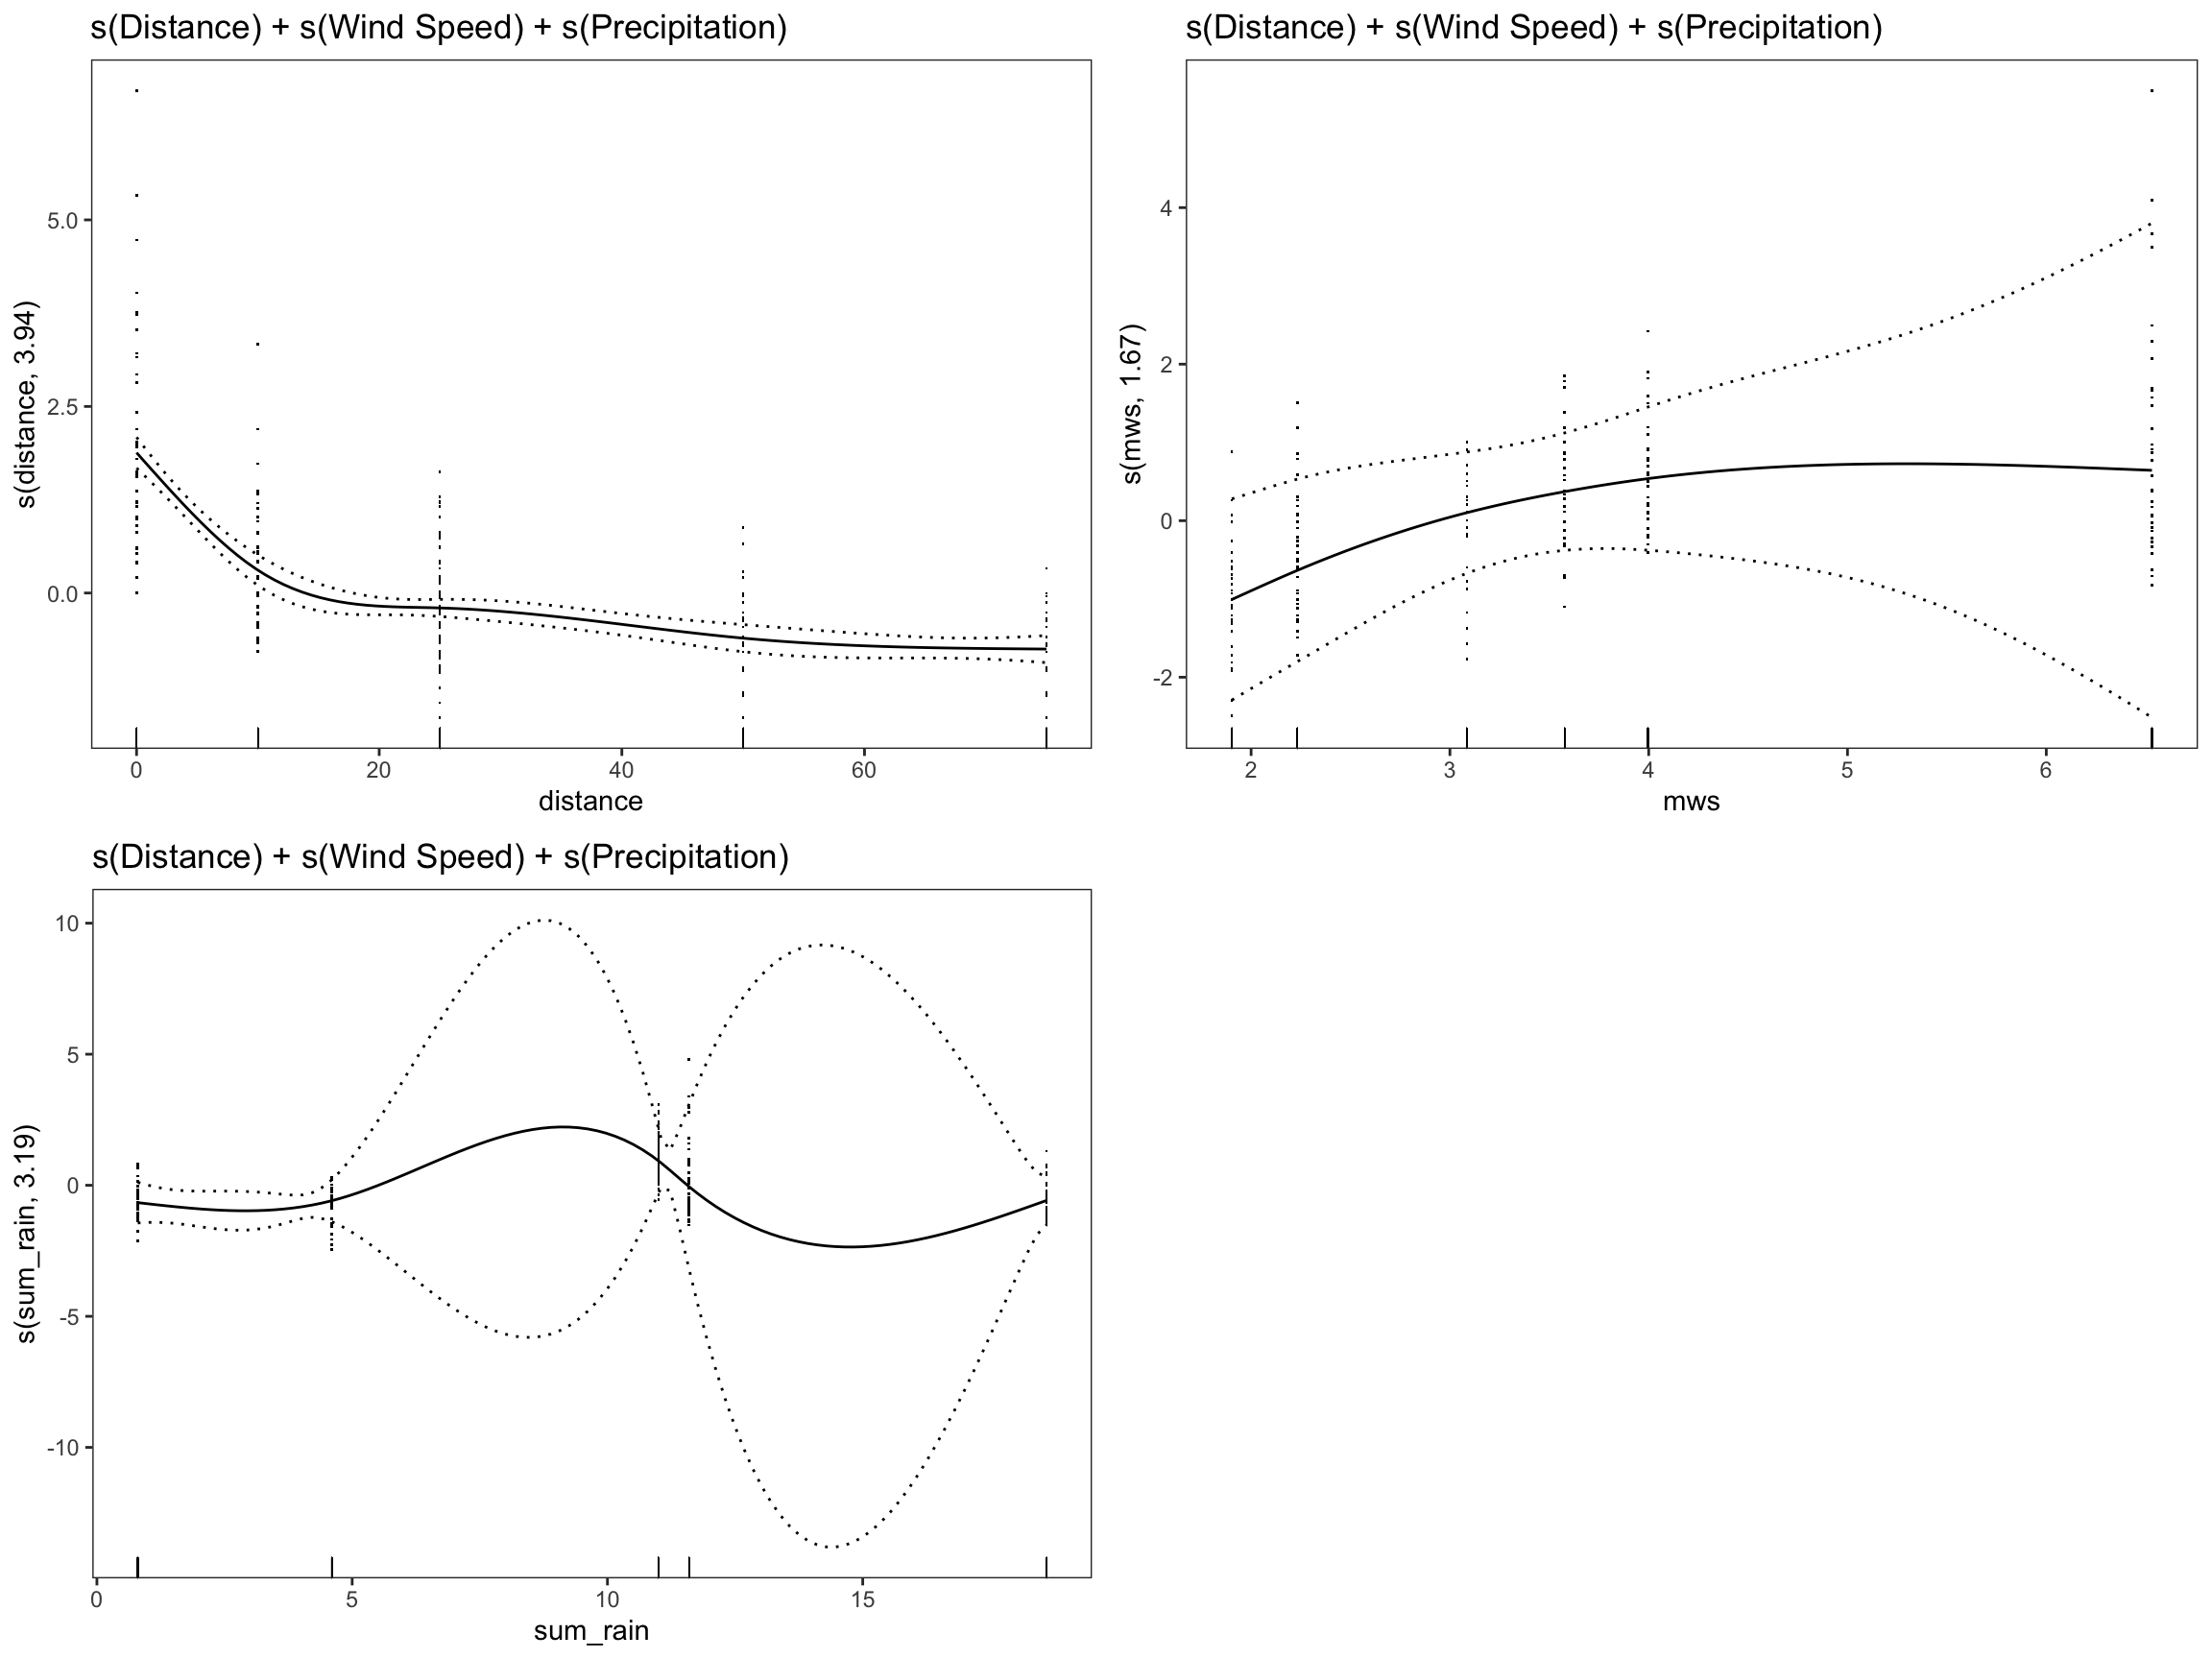 s(Distance) + s(Wind Speed) + s(Precipitation)
s(distance, 3.94)
5.0
2.5
0.0
0 20 40 60
distance
s(Distance) + s(Wind Speed) + s(Precipitation)
s(mws, 1.67)
4
2
0
-2
2 3 4 5 6
mws
s(Distance) + s(Wind Speed) + s(Precipitation)
s(sum_rain, 3.19)
10
5
0
-5
-10
0 5 10 15
sum_rain